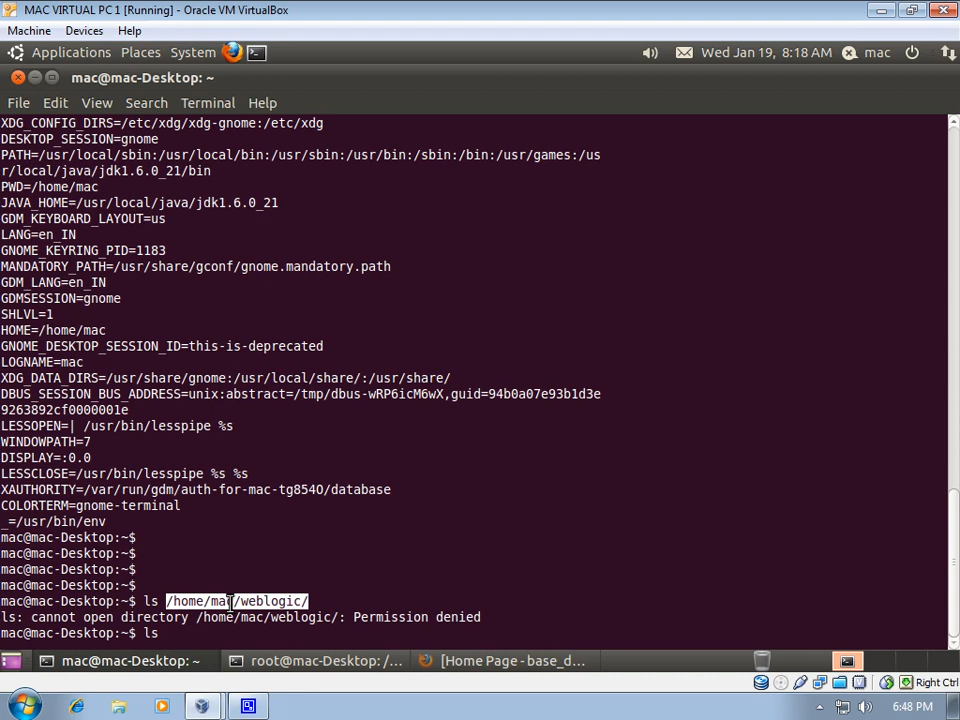 MAC VIRTUAL PC 1 [Running] - Oracle VM VirtualBox
Machine Devices Help
Applications Places System Wed Jan 19, 8:18 AM mac
mac@mac-Desktop: ~
File Edit View Search Terminal Help
XDG_CONFIG_DIRS=/etc/xdg/xdg-gnome:/etc/xdg
DESKTOP_SESSION=gnome
PATH=/usr/local/sbin:/usr/local/bin:/usr/sbin:/usr/bin:/sbin:/bin:/usr/games:/us
r/local/java/jdk1.6.0_21/bin
PWD=/home/mac
JAVA_HOME=/usr/local/java/jdk1.6.0_21
GDM_KEYBOARD_LAYOUT=us
LANG=en_IN
GNOME_KEYRING_PID=1183
MANDATORY_PATH=/usr/share/gconf/gnome.mandatory.path
GDM_LANG=en_IN
GDMSESSION=gnome
SHLVL=1
HOME=/home/mac
GNOME_DESKTOP_SESSION_ID=this-is-deprecated
LOGNAME=mac
XDG_DATA_DIRS=/usr/share/gnome:/usr/local/share/:/usr/share/
DBUS_SESSION_BUS_ADDRESS=unix:abstract=/tmp/dbus-wRP6icM6wX,guid=94b0a07e93b1d3e
9263892cf0000001e
LESSOPEN=| /usr/bin/lesspipe %s
WINDOWPATH=7
DISPLAY=:0.0
LESSCLOSE=/usr/bin/lesspipe %s %s
XAUTHORITY=/var/run/gdm/auth-for-mac-tg854O/database
COLORTERM=gnome-terminal
_=/usr/bin/env
mac@mac-Desktop:~$
mac@mac-Desktop:~$
mac@mac-Desktop:~$
mac@mac-Desktop:~$
mac@mac-Desktop:~$ ls /home/mac/weblogic/
ls: cannot open directory /home/mac/weblogic/: Permission denied
mac@mac-Desktop:~$ ls
mac@mac-Desktop: ~ root@mac-Desktop: /... [Home Page - base_d...
Right Ctrl
6:48 PM